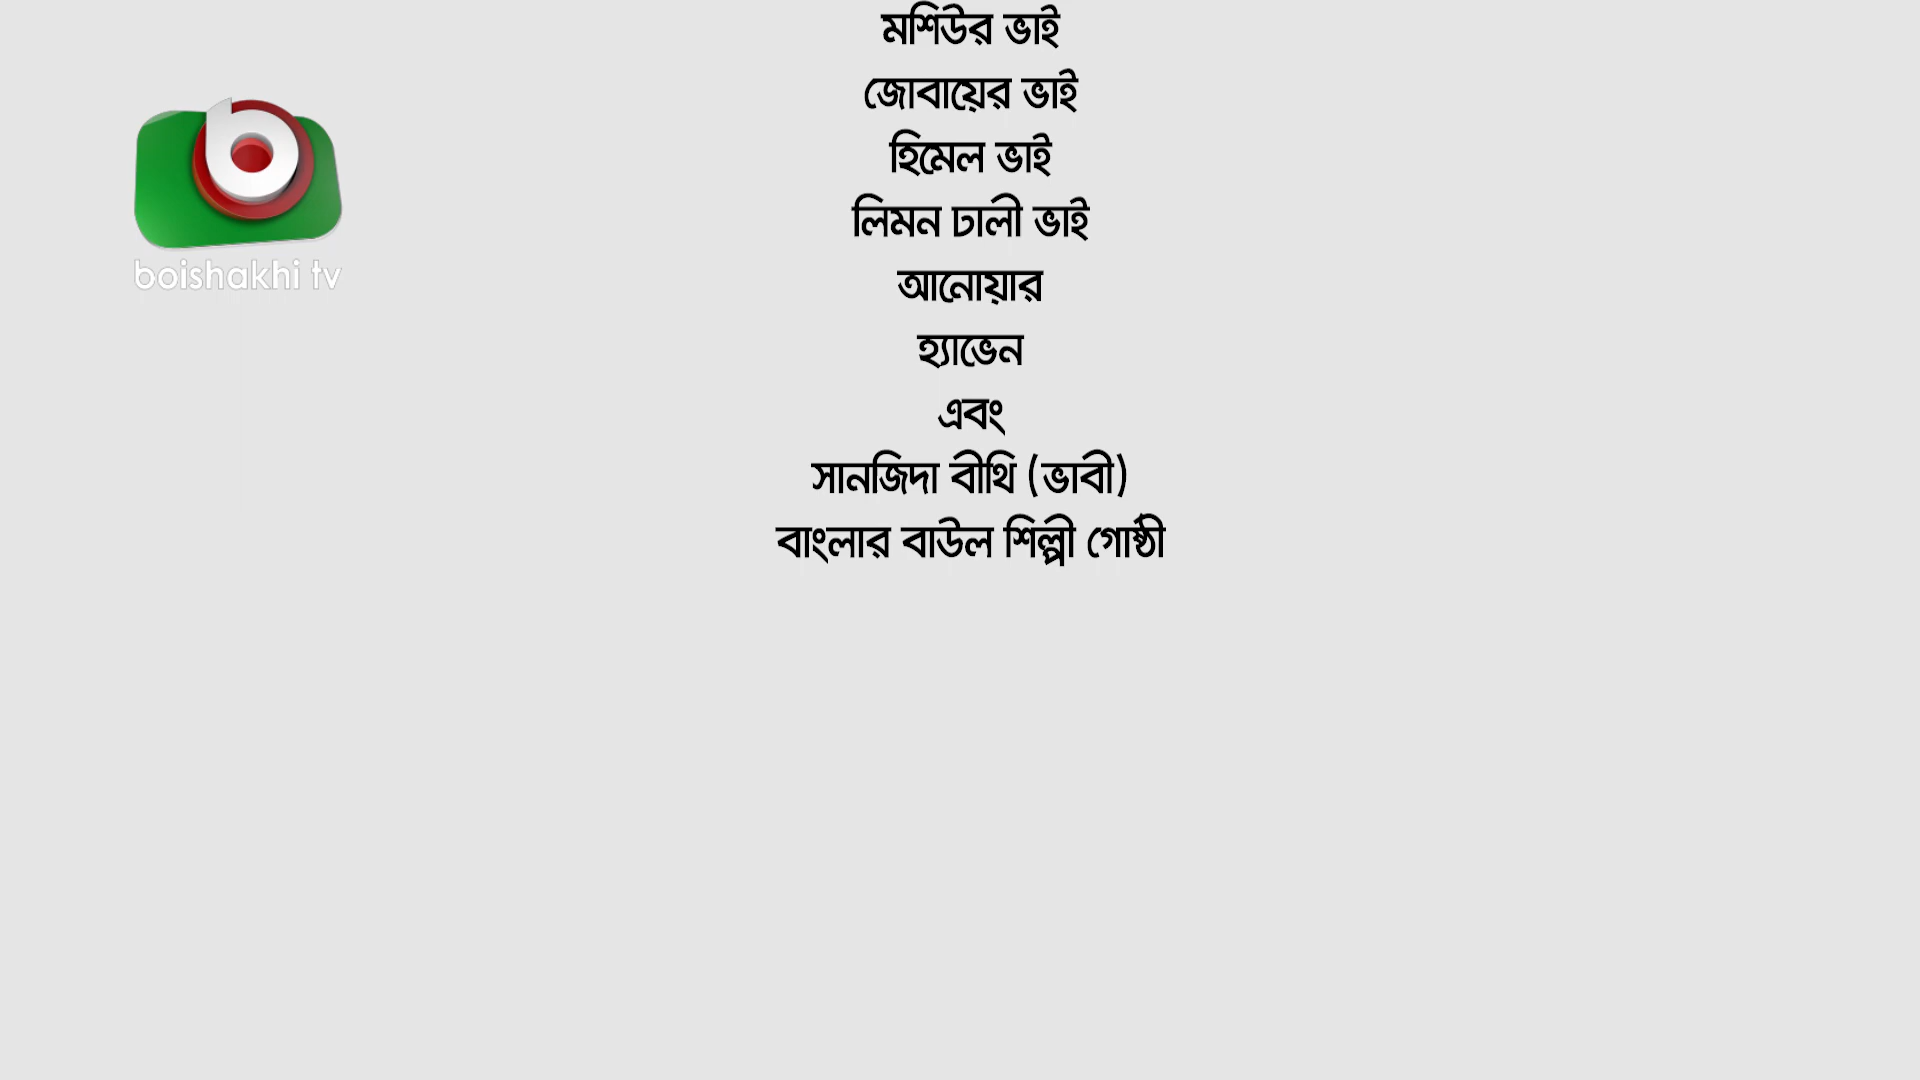 মশিউর ভাই
জোবায়ের ভাই
হিমেল ভাই
লিমন ঢালী ভাই
আনোয়ার
হ্যাভেন
এবং
সানজিদা বীথি (ভাবী)
বাংলার বাউল শিল্পী গোষ্ঠী
boishakhi tv